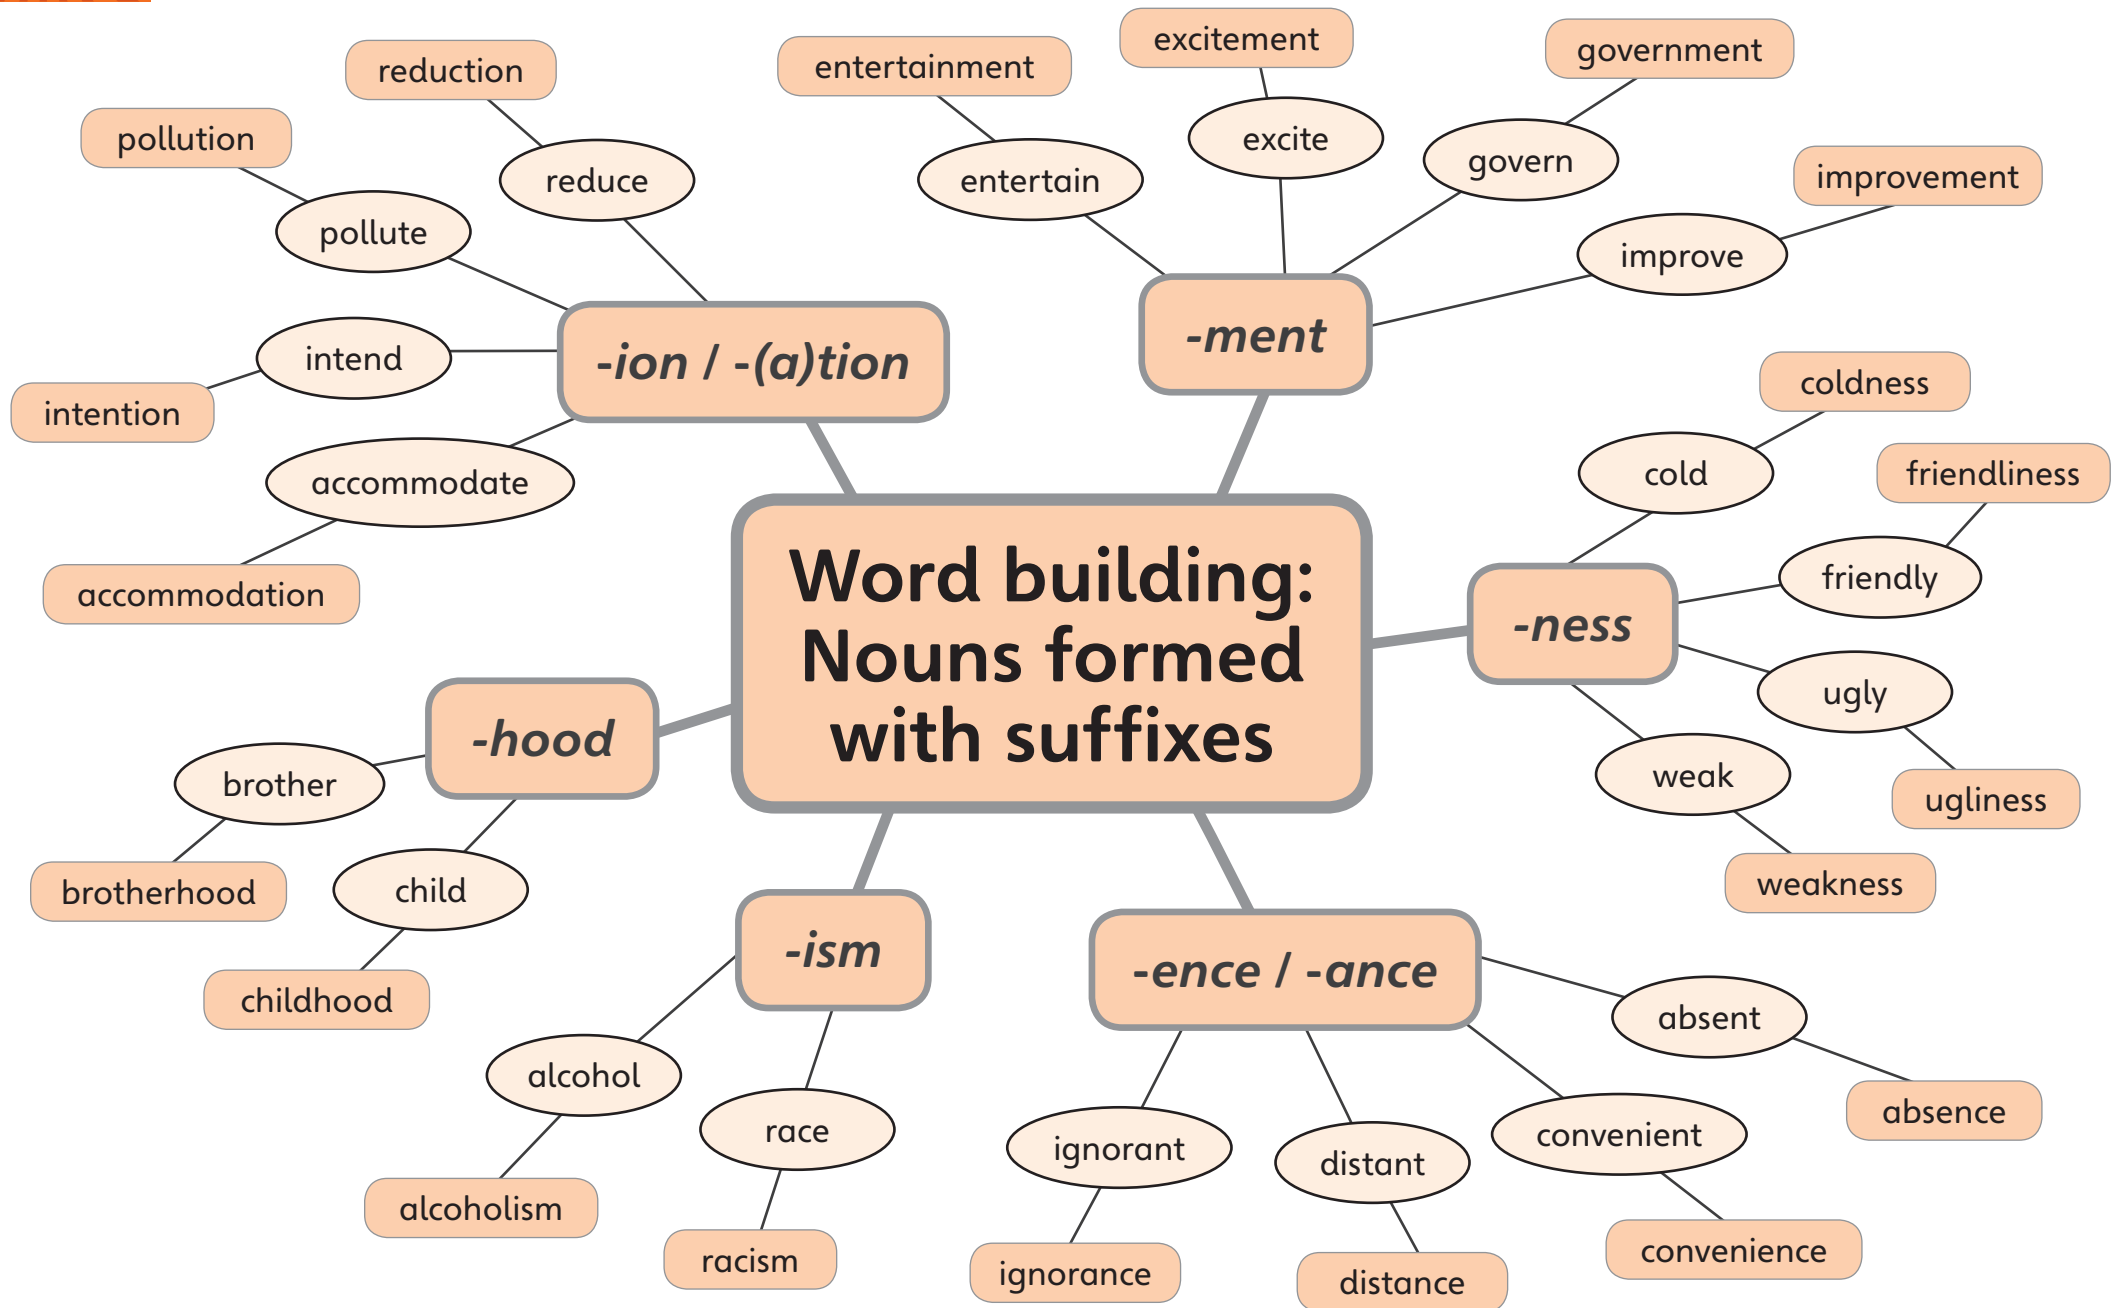 Word building:
Nouns formed
with suffixes
-ion / -(a)tion
reduce
reduction
pollute
pollution
intend
intention
accommodate
accommodation
-ment
entertain
entertainment
excite
excitement
govern
government
improve
improvement
-ness
cold
coldness
friendly
friendliness
ugly
ugliness
weak
weakness
-ence / -ance
absent
absence
convenient
convenience
distant
distance
ignorant
ignorance
-ism
race
racism
alcohol
alcoholism
-hood
child
childhood
brother
brotherhood